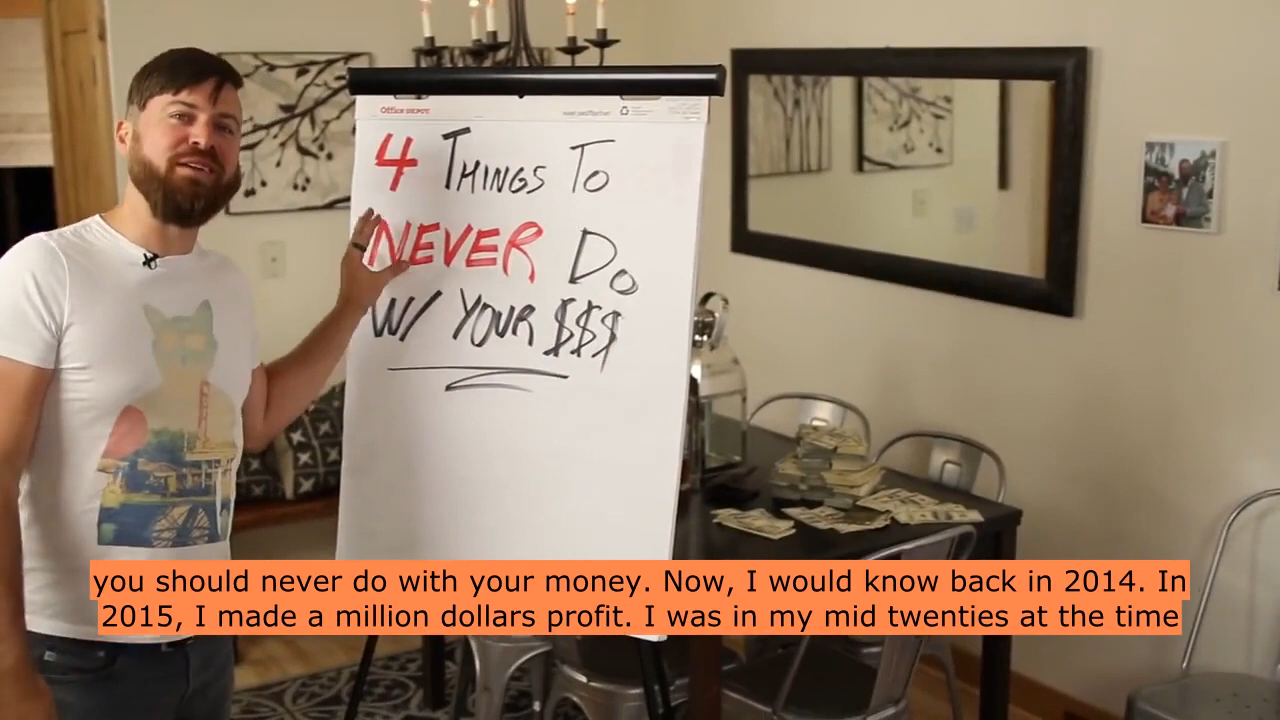 Office DEPOT
4 THINGS TO
NEVER DO
W/ YOUR $$$
you should never do with your money. Now, I would know back in 2014. In
2015, I made a million dollars profit. I was in my mid twenties at the time